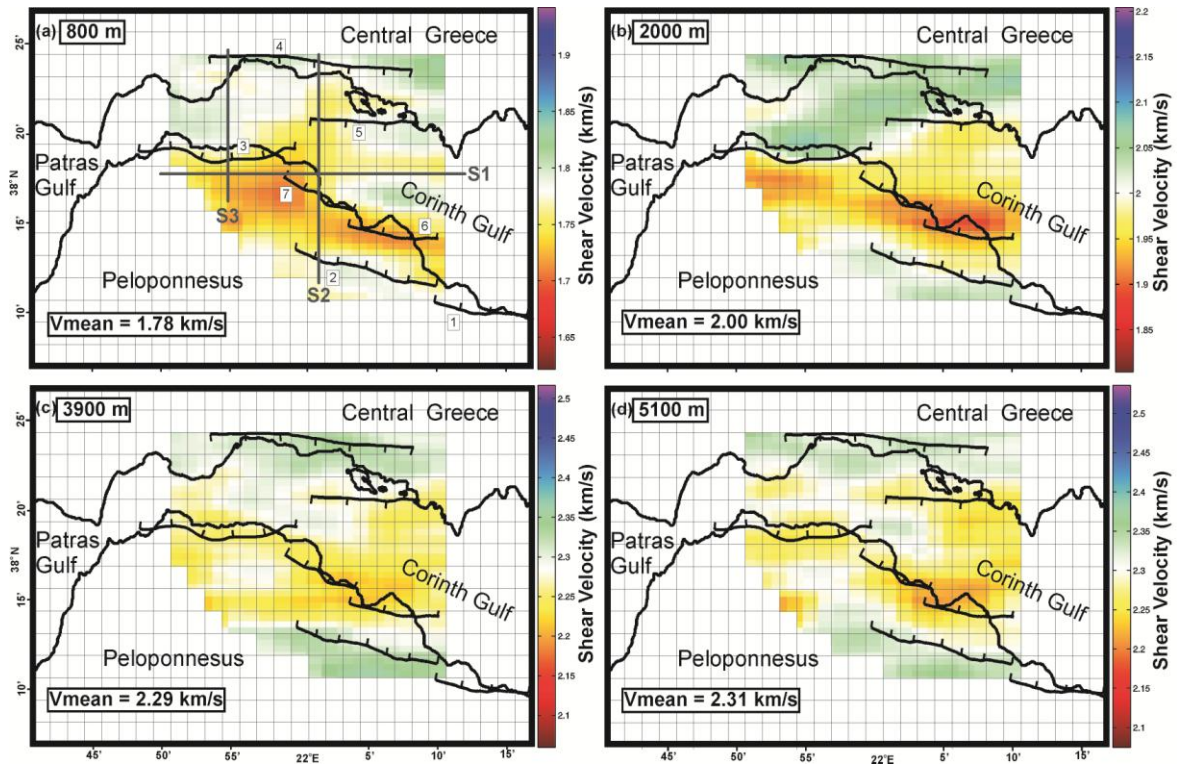 (a) 800 m
Central Greece
25'
20'
38° N
15'
10'
Patras
Gulf
Peloponnesus
Corinth Gulf
4
5
3
7
6
2
1
S1
S2
S3
Vmean = 1.78 km/s
1.9
1.85
1.8
1.75
1.7
1.65
Shear Velocity (km/s)
(b) 2000 m
Central Greece
Patras
Gulf
Peloponnesus
Corinth Gulf
Vmean = 2.00 km/s
2.2
2.15
2.1
2.05
2
1.95
1.9
1.85
Shear Velocity (km/s)
(c) 3900 m
Central Greece
25'
20'
38° N
15'
10'
Patras
Gulf
Peloponnesus
Corinth Gulf
Vmean = 2.29 km/s
45'
50'
55'
22°E
5'
10'
15'
2.5
2.45
2.4
2.35
2.3
2.25
2.2
2.15
2.1
Shear Velocity (km/s)
(d) 5100 m
Central Greece
Patras
Gulf
Peloponnesus
Corinth Gulf
Vmean = 2.31 km/s
45'
50'
55'
22°E
5'
10'
15'
2.5
2.45
2.4
2.35
2.3
2.25
2.2
2.15
2.1
Shear Velocity (km/s)